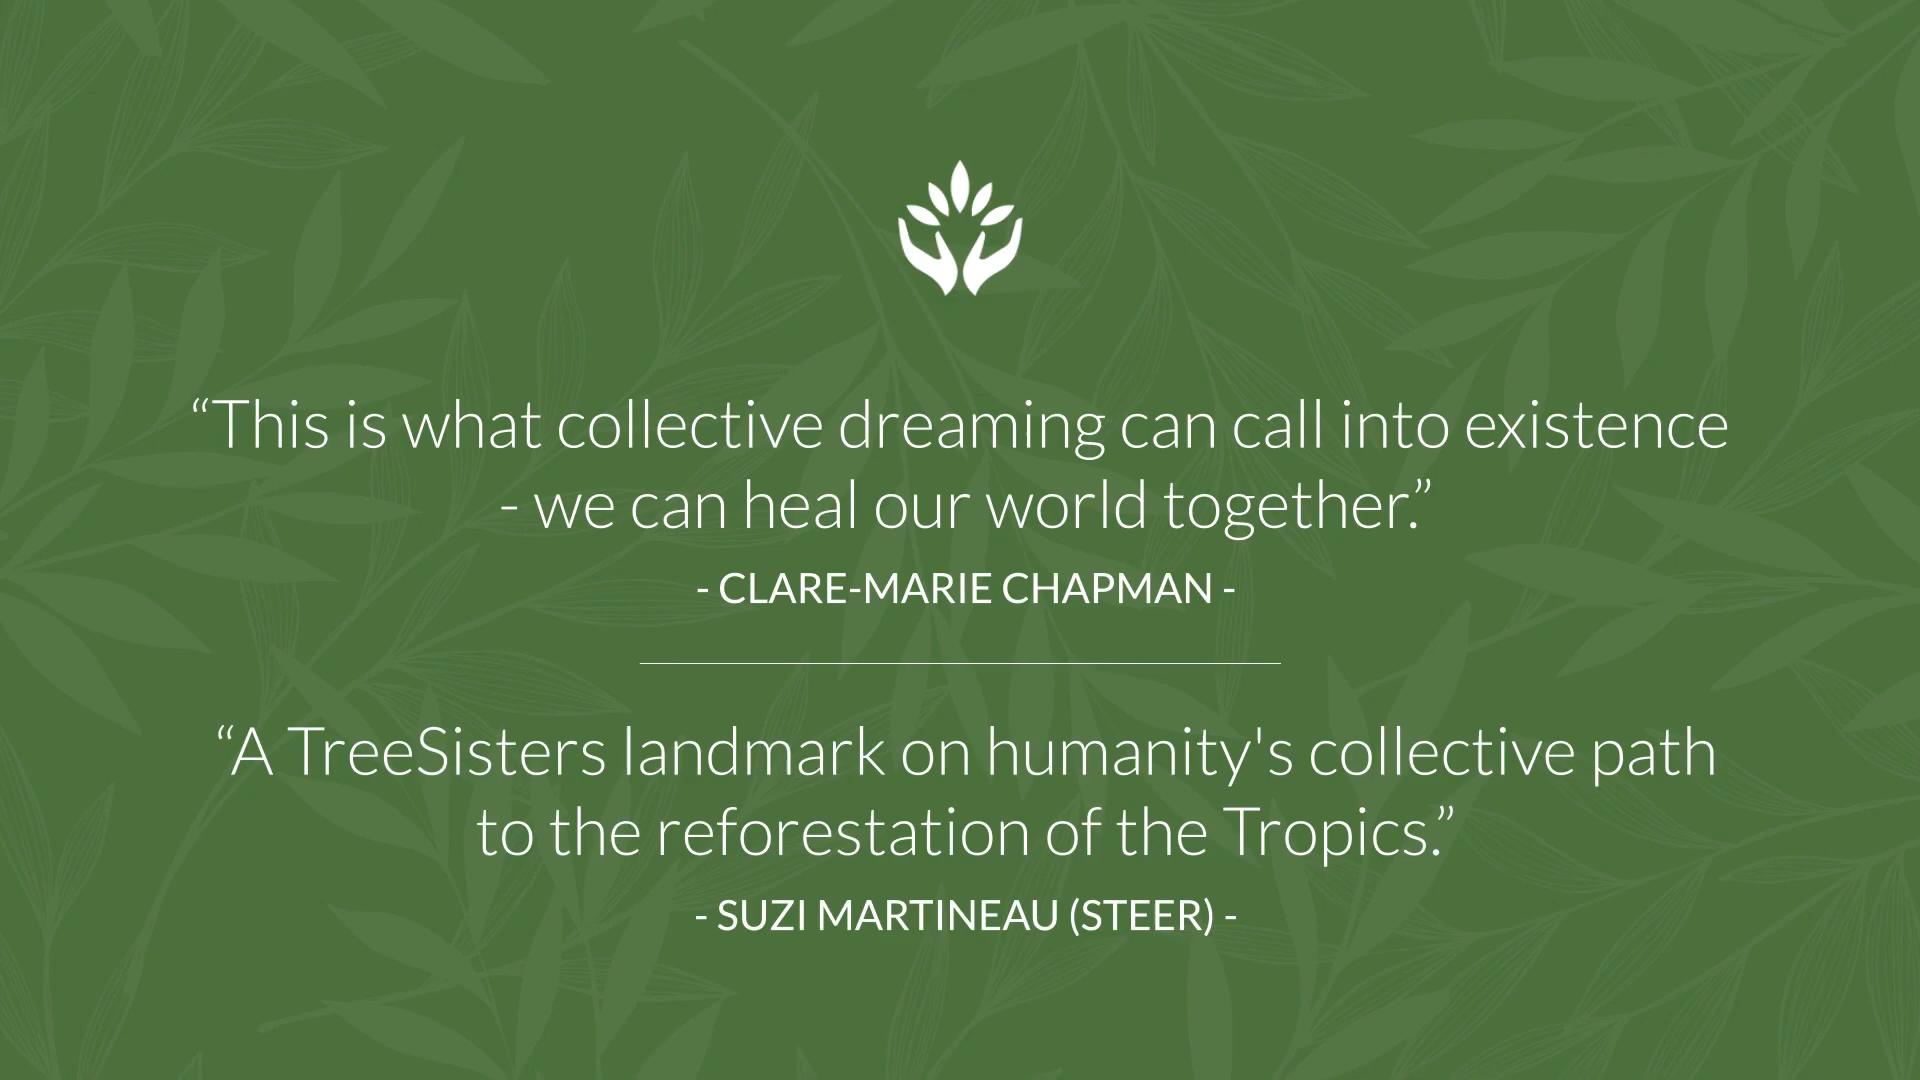 “This is what collective dreaming can call into existence
- we can heal our world together.”
- CLARE-MARIE CHAPMAN -
“A TreeSisters landmark on humanity's collective path
to the reforestation of the Tropics.”
- SUZI MARTINEAU (STEER) -